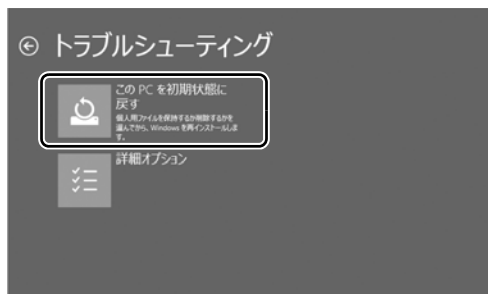 トラブルシューティング
この PC を初期状態に
戻す
個人用ファイルを保持するか削除するかを
選んでから、Windows を再インストールしま
す。
詳細オプション